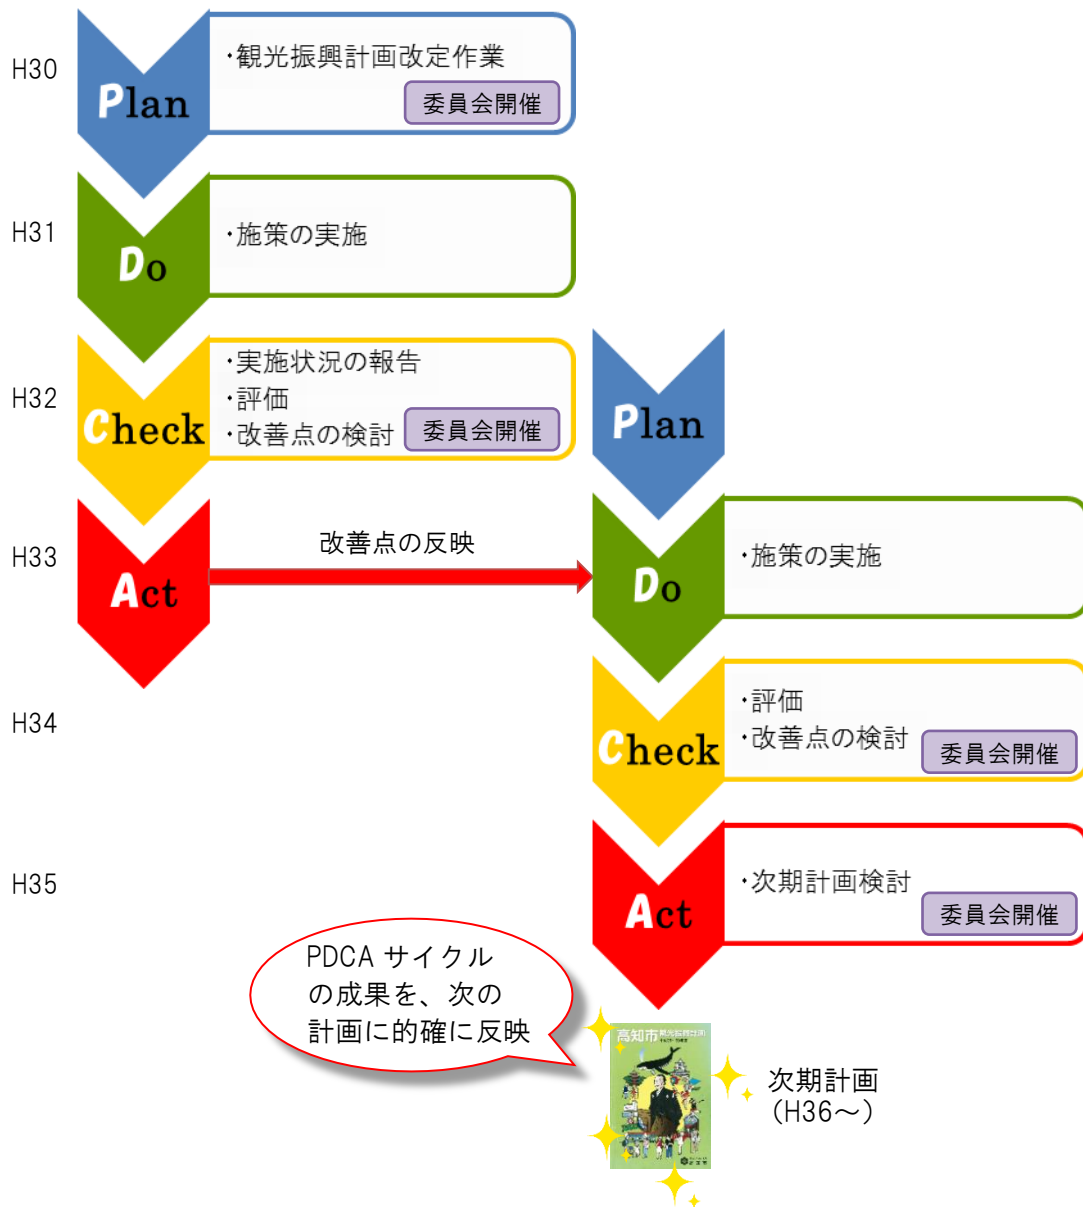 H30
Plan
・観光振興計画改定作業
委員会開催
H31
Do
・施策の実施
H32
Check
・実施状況の報告
・評価
・改善点の検討
委員会開催
Plan
H33
Act
改善点の反映
Do
・施策の実施
H34
Check
・評価
・改善点の検討
委員会開催
H35
Act
・次期計画検討
委員会開催
PDCA サイクル
の成果を、次の
計画に的確に反映
高知市観光振興計画
次期計画
(H36～)